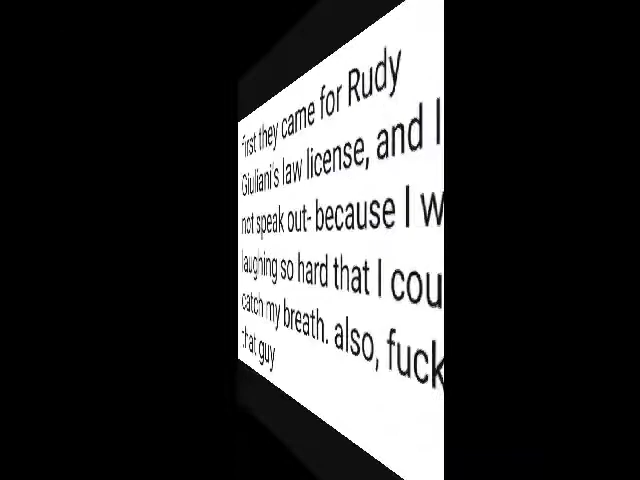 first they came for Rudy
Giuliani's law license, and I
not speak out- because I w
laughing so hard that I cou
catch my breath. also, fuck
that guy